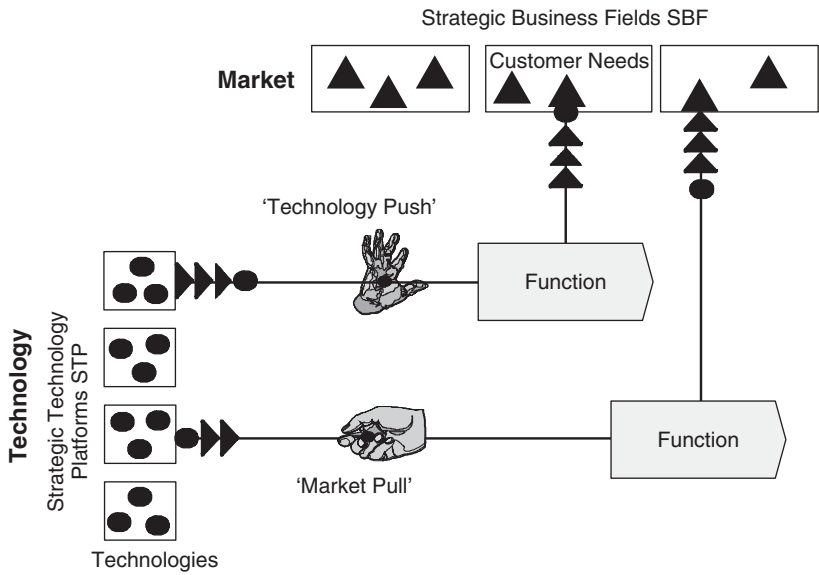 Strategic Business Fields SBF
Market
Customer Needs
‘Technology Push’
Function
Technology
Strategic Technology
Platforms STP
Function
‘Market Pull’
Technologies